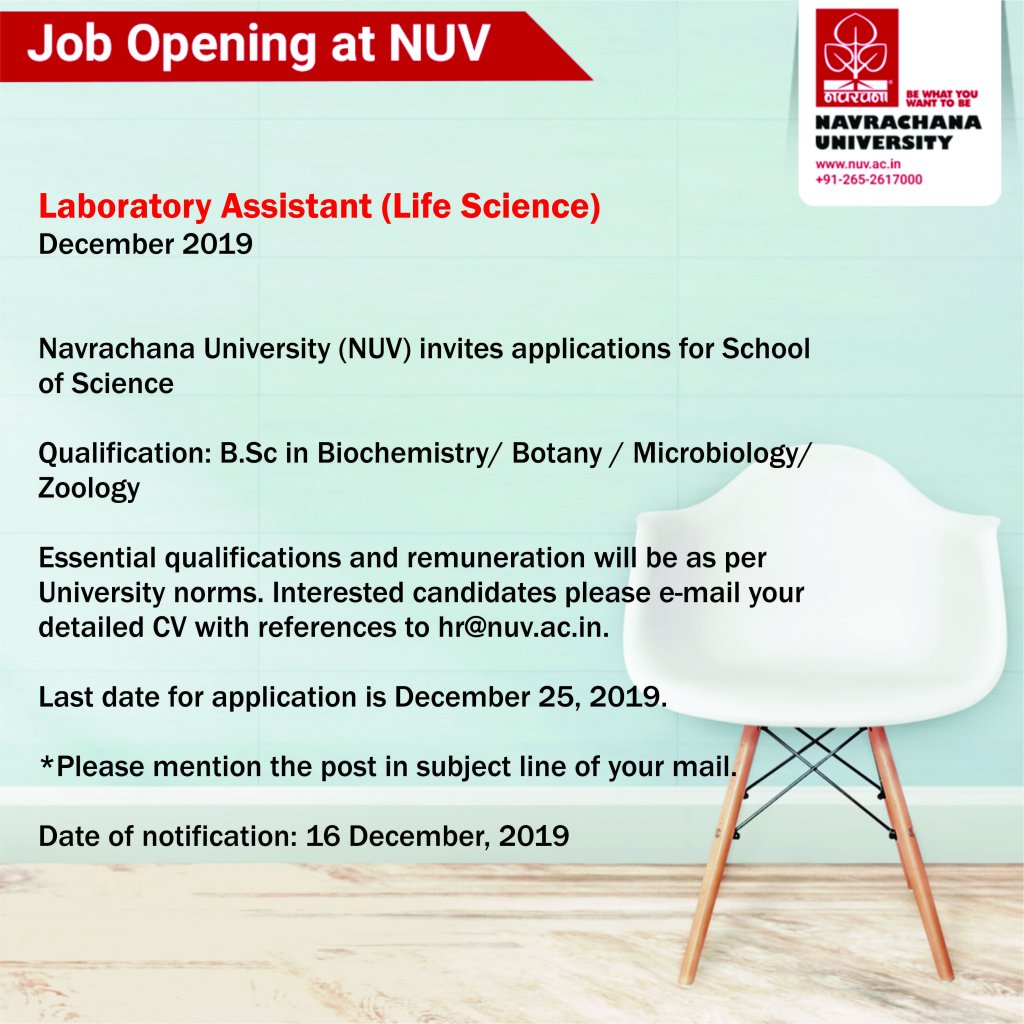 Job Opening at NUV
नवरचना
BE WHAT YOU
WANT TO BE
NAVRACHANA
UNIVERSITY
www.nuv.ac.in
+91-265-2617000
Laboratory Assistant (Life Science)
December 2019
Navrachana University (NUV) invites applications for School
of Science
Qualification: B.Sc in Biochemistry/ Botany / Microbiology/
Zoology
Essential qualifications and remuneration will be as per
University norms. Interested candidates please e-mail your
detailed CV with references to hr@nuv.ac.in.
Last date for application is December 25, 2019.
*Please mention the post in subject line of your mail.
Date of notification: 16 December, 2019